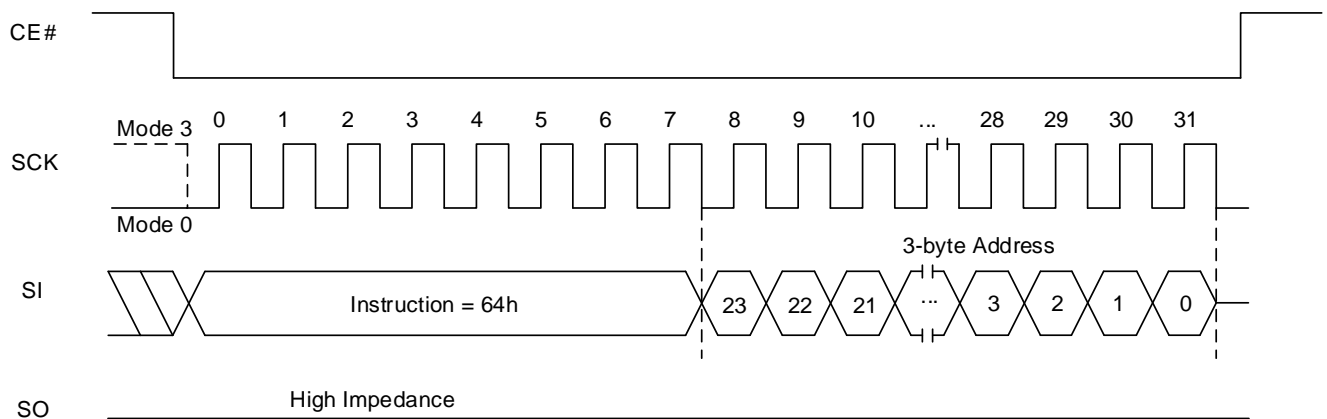 CE#
Mode 3
0 1 2 3 4 5 6 7 8 9 10 ... 28 29 30 31
SCK
Mode 0
3-byte Address
SI
Instruction = 64h
23 22 21 ... 3 2 1 0
High Impedance
SO